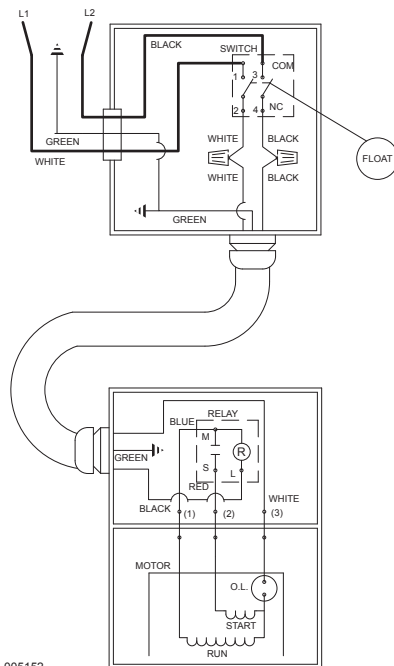 L1 L2
BLACK
SWITCH
COM
1 3
2 4 NC
GREEN
WHITE
WHITE BLACK
FLOAT
WHITE BLACK
GREEN
BLUE RELAY
M
R
GREEN
S L
RED
WHITE
BLACK (1) (2) (3)
MOTOR
O.L.
START
RUN